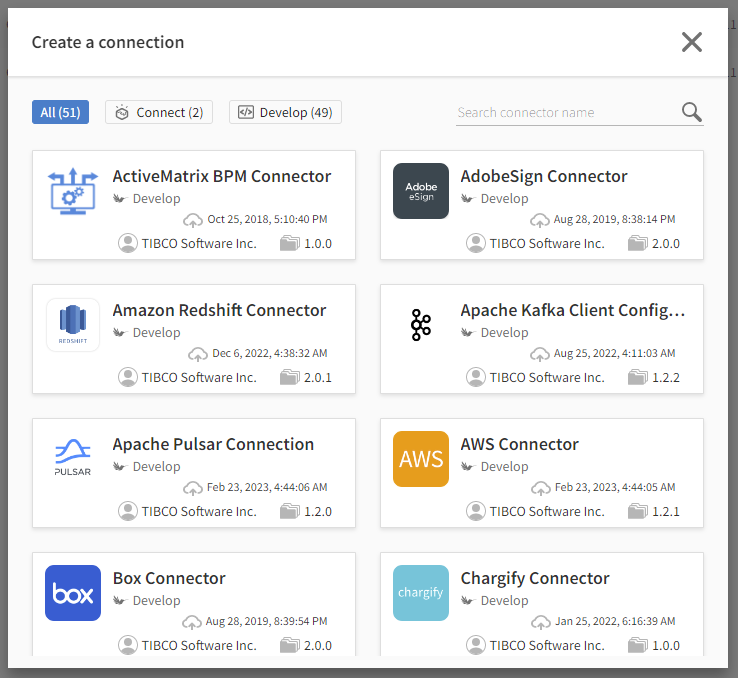 Create a connection
All (51)
Connect (2)
Develop (49)
Search connector name
ActiveMatrix BPM Connector
Develop
Oct 25, 2018, 5:10:40 PM
TIBCO Software Inc.
1.0.0
Adobe
eSign
AdobeSign Connector
Develop
Aug 28, 2019, 8:38:14 PM
TIBCO Software Inc.
2.0.0
REDSHIFT
Amazon Redshift Connector
Develop
Dec 6, 2022, 4:38:32 AM
TIBCO Software Inc.
2.0.1
Apache Kafka Client Config...
Develop
Aug 25, 2022, 4:11:03 AM
TIBCO Software Inc.
1.2.2
PULSAR
Apache Pulsar Connection
Develop
Feb 23, 2023, 4:44:06 AM
TIBCO Software Inc.
1.2.0
AWS
AWS Connector
Develop
Feb 23, 2023, 4:44:05 AM
TIBCO Software Inc.
1.2.1
box
Box Connector
Develop
Aug 28, 2019, 8:39:54 PM
TIBCO Software Inc.
2.0.0
chargify
Chargify Connector
Develop
Jan 25, 2022, 6:16:39 AM
TIBCO Software Inc.
1.0.0